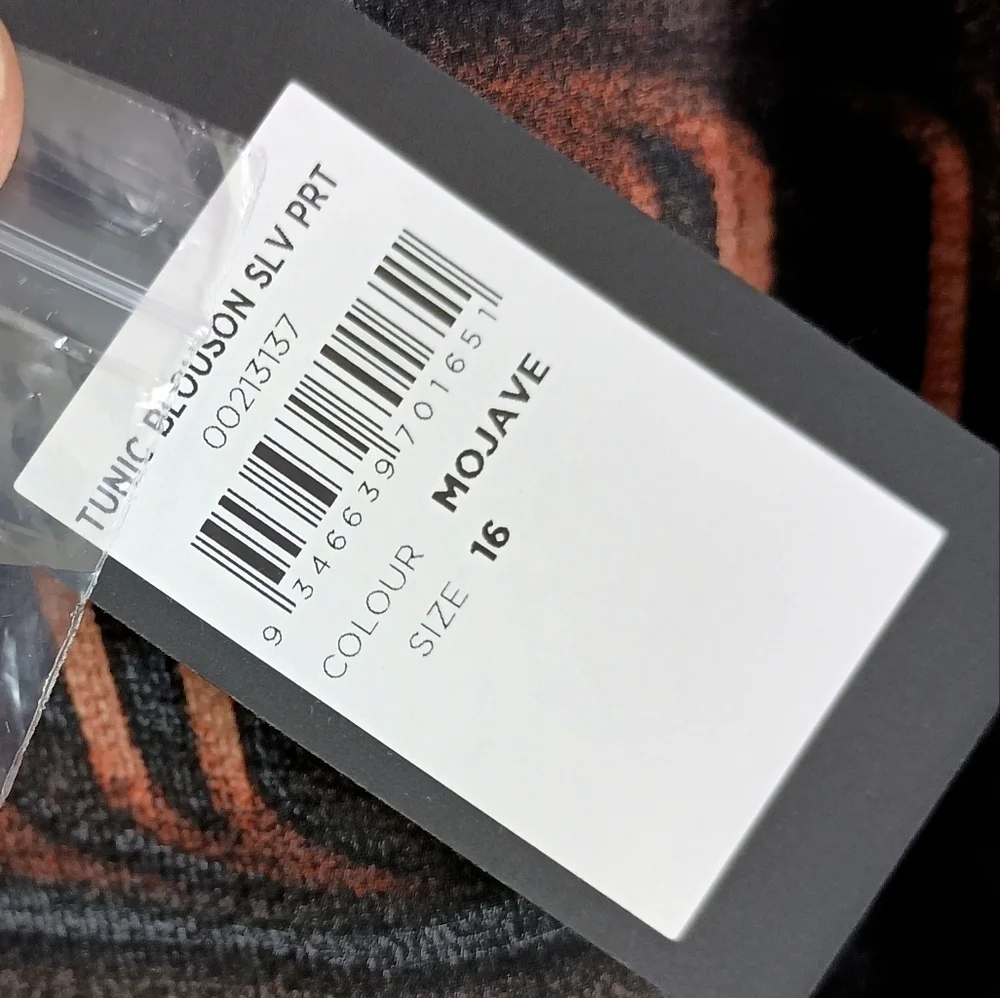 TUNIC BLOUSON SLV PRT
00213137
9 346639 701651
COLOUR MOJAVE
SIZE 16